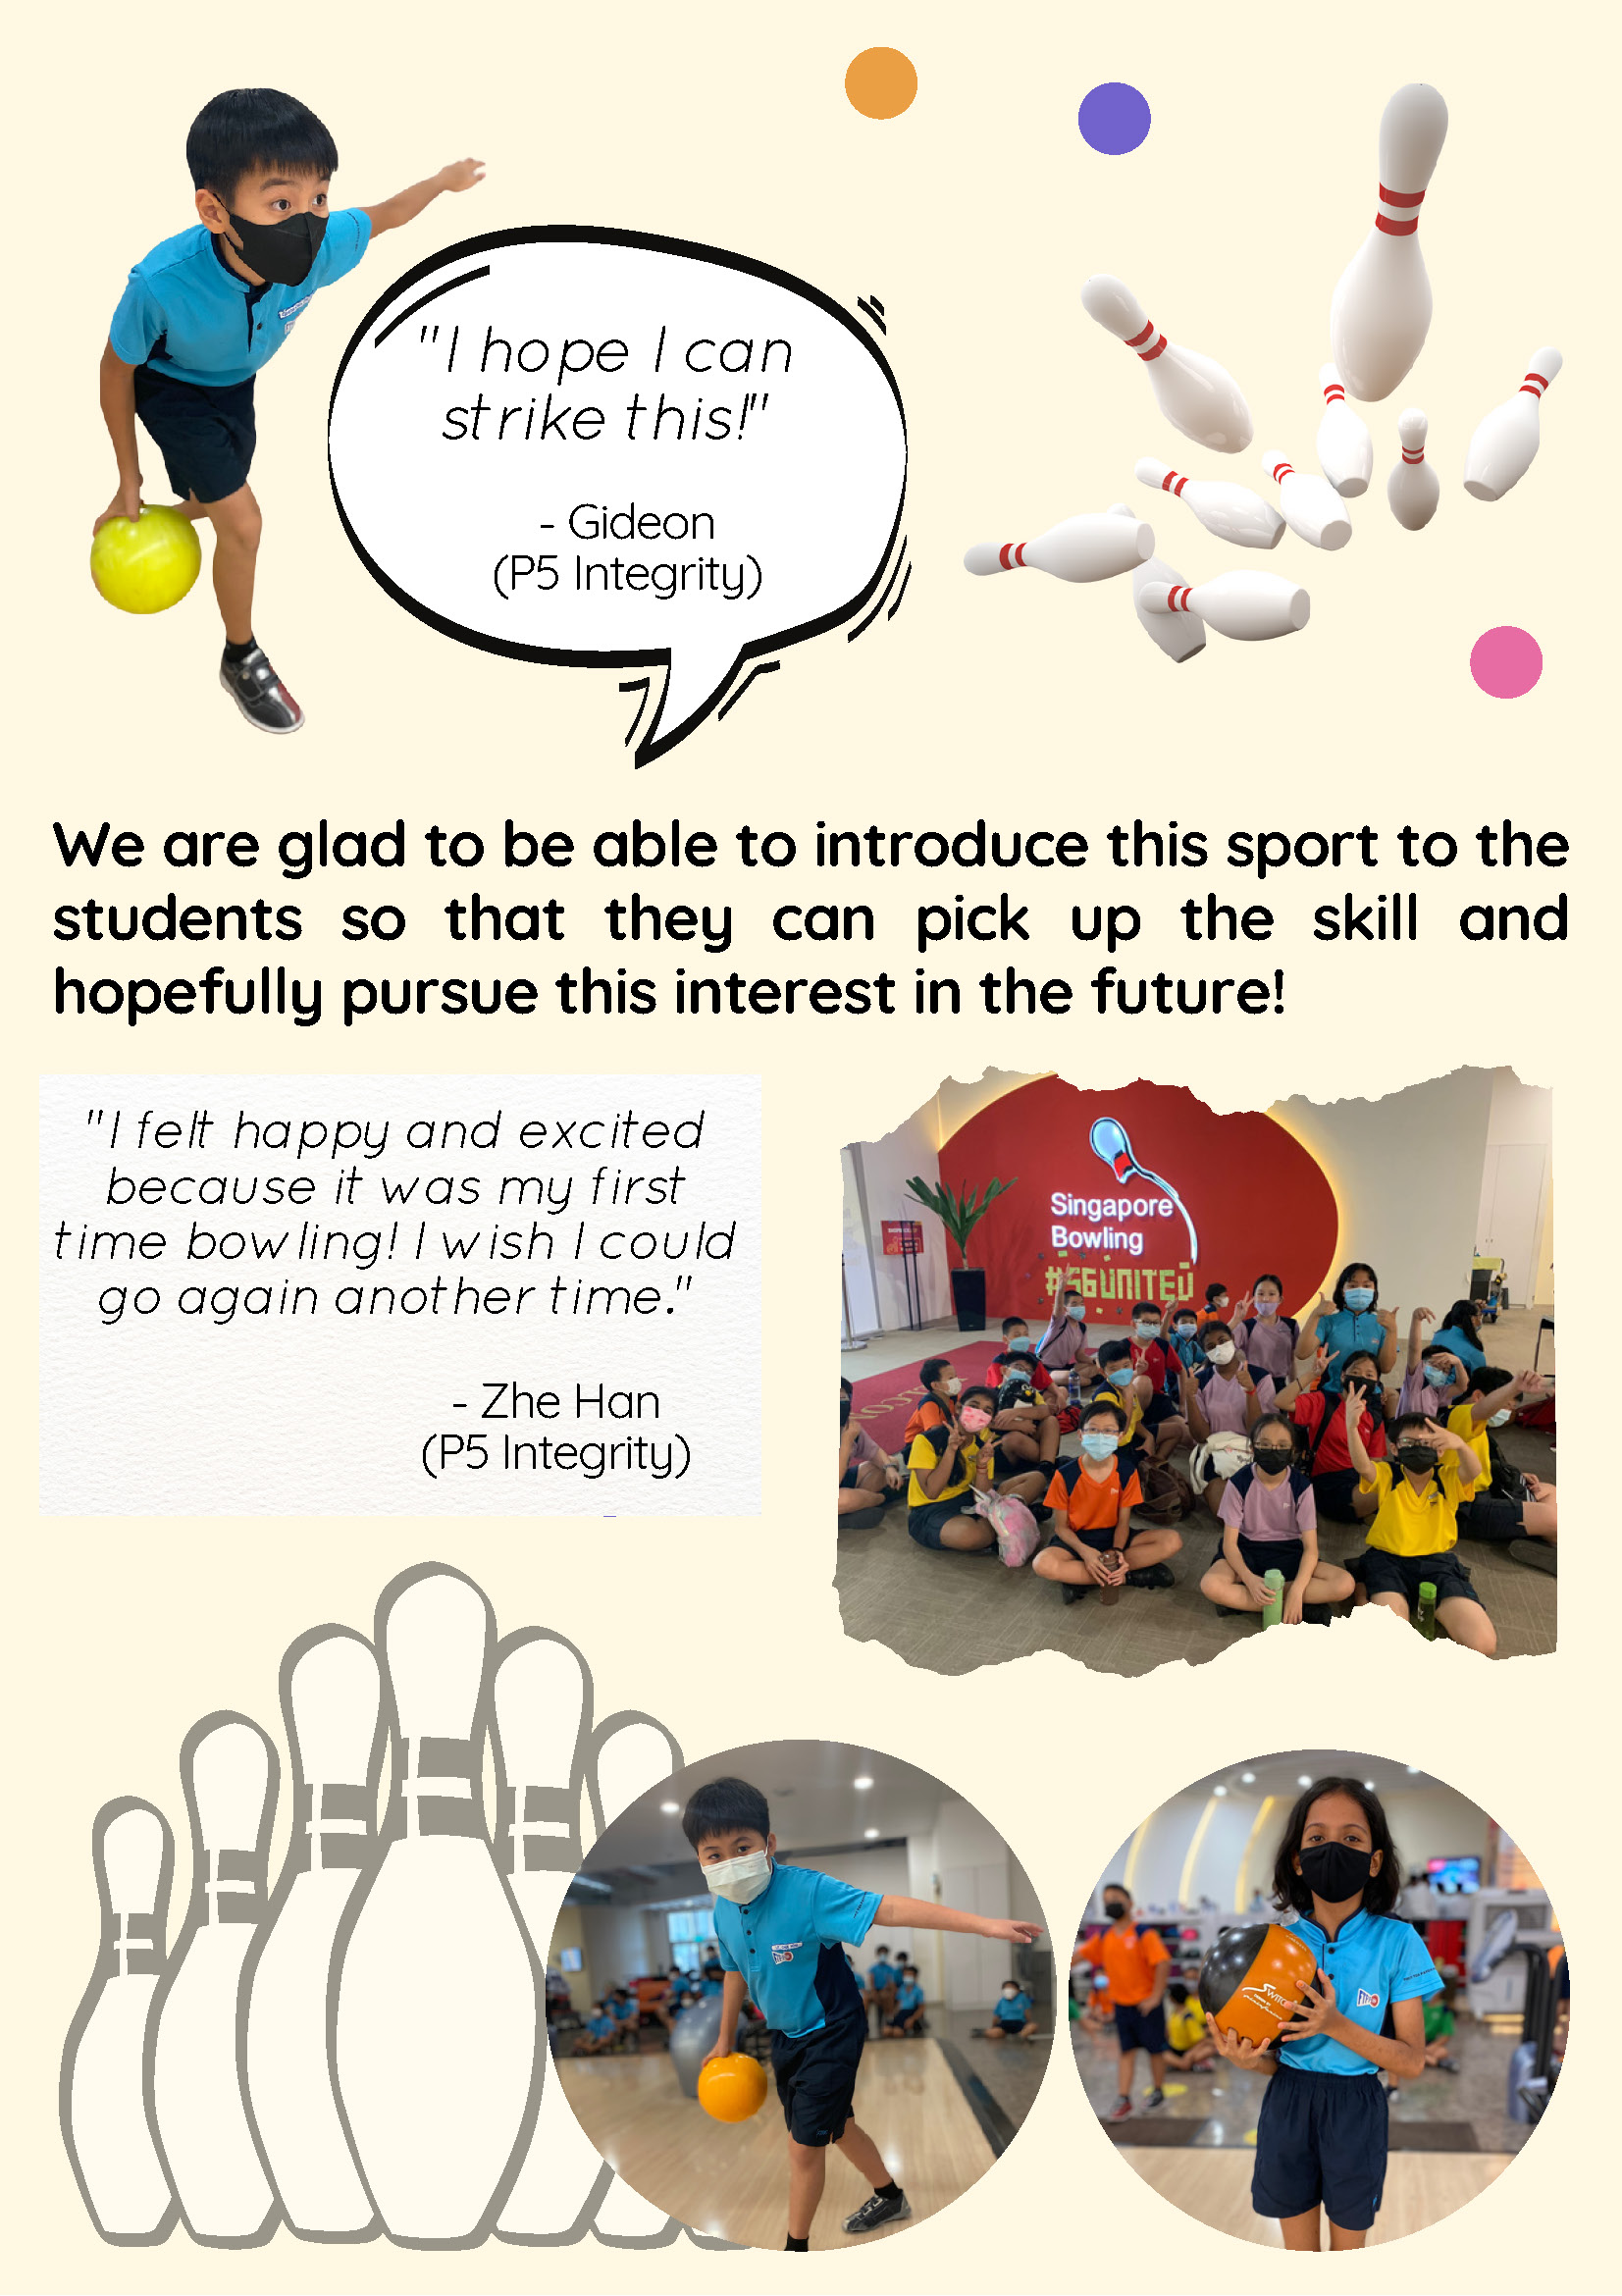 "I hope I can
strike this!"
- Gideon
(P5 Integrity)
We are glad to be able to introduce this sport to the
students so that they can pick up the skill and
hopefully pursue this interest in the future!
"I felt happy and excited
because it was my first
time bowling! I wish I could
go again another time."
- Zhe Han
(P5 Integrity)
Singapore
Bowling
#SGUNITED